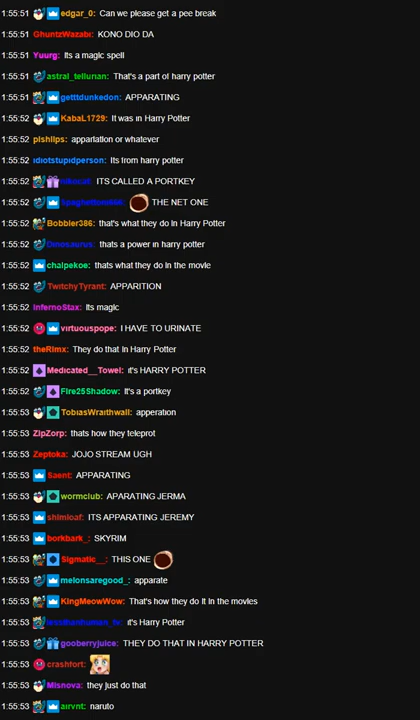 1:55:51 edgar_0: Can we please get a pee break
1:55:51 GhuntzWazabi: KONO DIO DA
1:55:51 Yuurg: Its a magic spell
1:55:51 astral_tellurian: That's a part of harry potter
1:55:51 getttdunkedon: APPARATING
1:55:52 KabaL1729: It was in Harry Potter
1:55:52 pishlips: appariation or whatever
1:55:52 idiotstupidperson: Its from harry potter
1:55:52 ITS CALLED A PORTKEY
1:55:52 THE NET ONE
1:55:52 Bobbler386: that's what they do in Harry Potter
1:55:52 Dinosaurus: thats a power in harry potter
1:55:52 chalpekoe: thats what they do in the movie
1:55:52 TwitchyTyrant: APPARITION
1:55:52 InfernoStax: its magic
1:55:52 virtuouspope: I HAVE TO URINATE
1:55:52 theRimx: They do that in Harry Potter
1:55:52 Medicated__Towel: it's HARRY POTTER
1:55:52 Fire25Shadow: It's a portkey
1:55:53 TobiasWraithwall: apperation
1:55:53 ZipZorp: thats how they teleprot
1:55:53 Zeptoka: JOJO STREAM UGH
1:55:53 Saent: APPARATING
1:55:53 wormclub: APARATING JERMA
1:55:53 shimloaf: ITS APPARATING JEREMY
1:55:53 borkbark_: SKYRIM
1:55:53 Sigmatic__: THIS ONE
1:55:53 melonsaregood_: apparate
1:55:53 KingMeowWow: That's how they do it in the movies
1:55:53 lessthanhuman_tv: it's Harry Potter
1:55:53 gooberryjuice: THEY DO THAT IN HARRY POTTER
1:55:53 crashfort:
1:55:53 Misnova: they just do that
1:55:53 airvnt: naruto